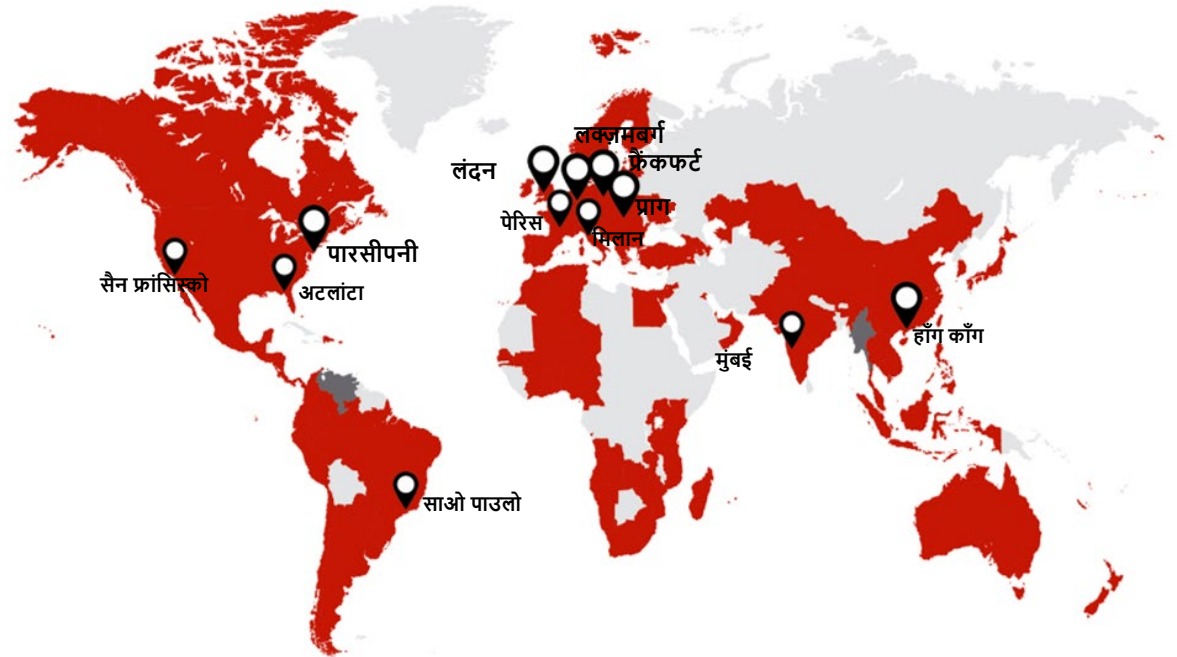 लक्ज़मबर्ग
लंदन
फ्रैंकफर्ट
प्राग
पेरिस
मिलान
पारसीपनी
सैन फ्रांसिस्को
अटलांटा
हाँग काँग
मुंबई
साओ पाउलो